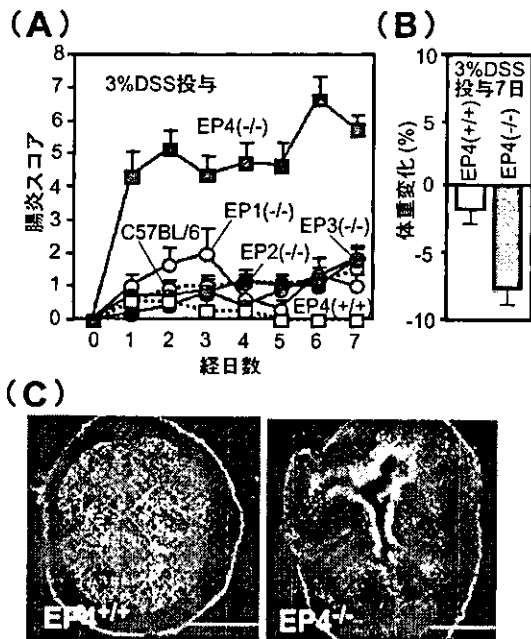 (A)
3%DSS投与
腸炎スコア
8
7
6
5
4
3
2
1
0
EP4(-/-)
C57BL/6
EP1(-/-)
EP2(-/-)
EP3(-/-)
EP4(+/+)
0 1 2 3 4 5 6 7
経日数
(B)
体重変化 (%)
10
5
0
-5
-10
3%DSS
投与7日
EP4(+/+)
EP4(-/-)
(C)
EP4+/+
EP4-/-